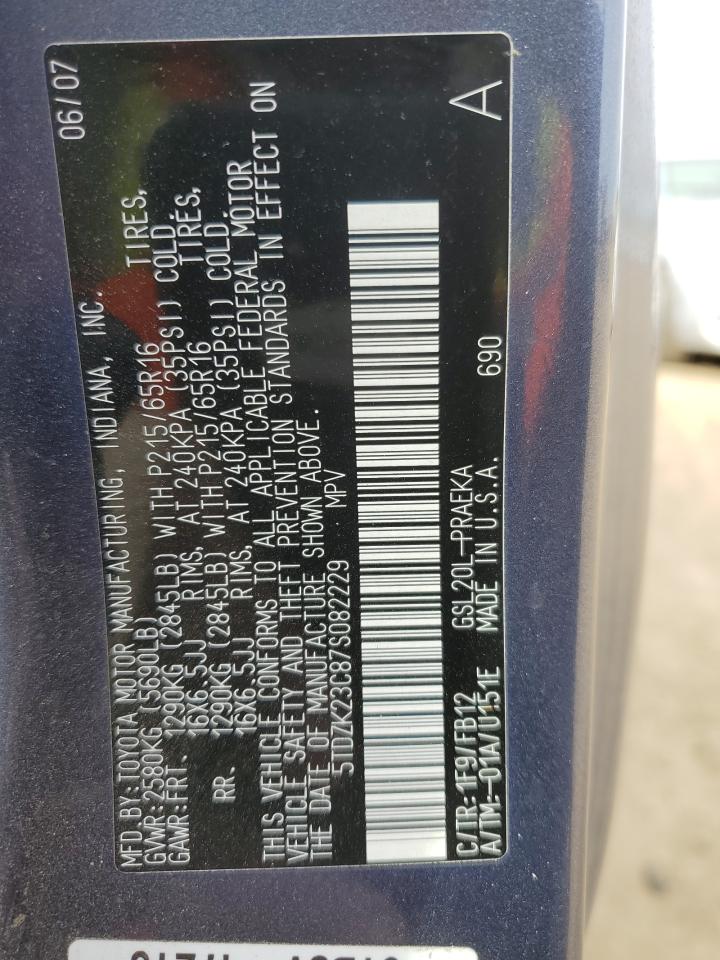 06/07
MFD.BY:TOYOTA MOTOR MANUFACTURING, INDIANA, INC.
GVWR:2580KG (5690LB)
GAWR:FRT. 1290KG (2845LB) WITH P215/65R16 TIRES,
16X6.5JJ RIMS, AT 240KPA (35PSI) COLD
RR. 1290KG (2845LB) WITH P215/65R16 TIRES,
16X6.5JJ RIMS, AT 240KPA (35PSI) COLD.
THIS VEHICLE CONFORMS TO ALL APPLICABLE FEDERAL MOTOR
VEHICLE SAFETY AND THEFT PREVENTION STANDARDS IN EFFECT ON
THE DATE OF MANUFACTURE SHOWN ABOVE.
5TDZK23C87S082229 MPV
C/TR:1F9/FB12 GSL20L-PRAEKA
A/TM:-01A/U151E MADE IN U.S.A. 690 A